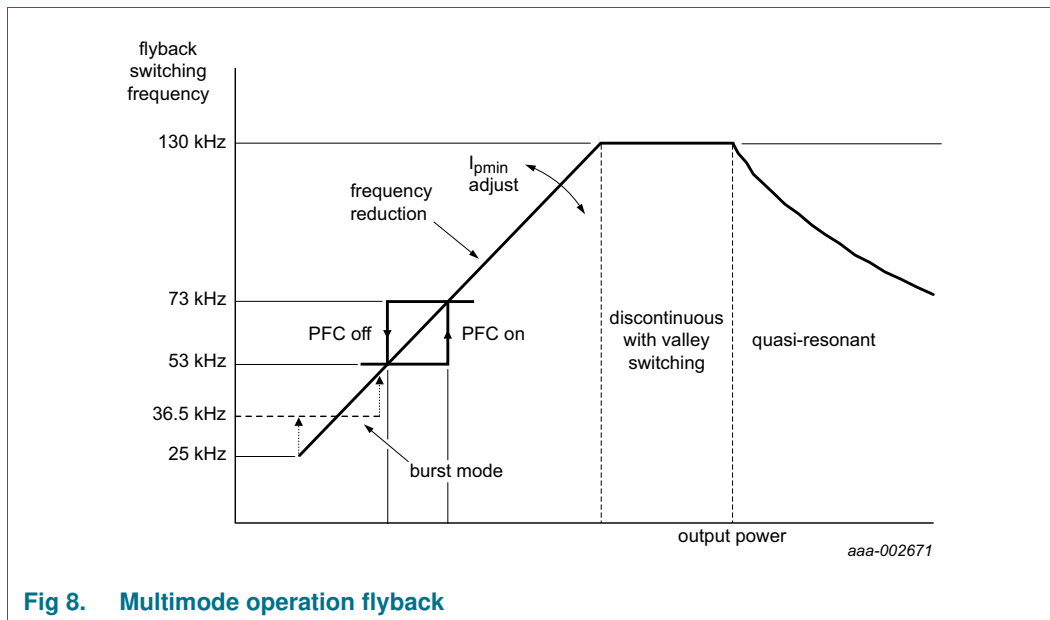 flyback
switching
frequency
130 kHz
I_pmin
adjust
frequency
reduction
73 kHz
PFC off
PFC on
discontinuous
with valley
switching
quasi-resonant
53 kHz
36.5 kHz
25 kHz
burst mode
output power
aaa-002671
Fig 8. Multimode operation flyback